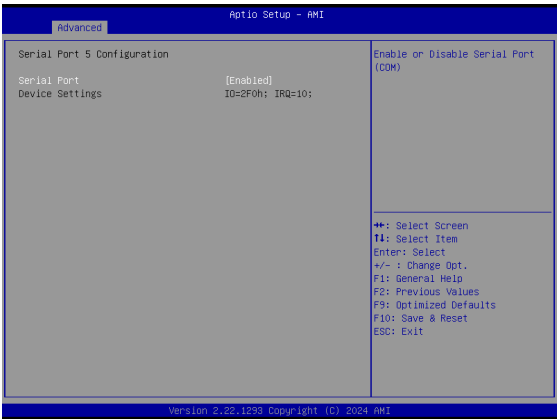 Aptio Setup - AMI
Advanced
Serial Port 5 Configuration
Serial Port [Enabled]
Device Settings IO=2F0h; IRQ=10;
Enable or Disable Serial Port
(COM)
→←: Select Screen
↑↓: Select Item
Enter: Select
+/- : Change Opt.
F1: General Help
F2: Previous Values
F9: Optimized Defaults
F10: Save & Reset
ESC: Exit
Version 2.22.1293 Copyright (C) 2024 AMI